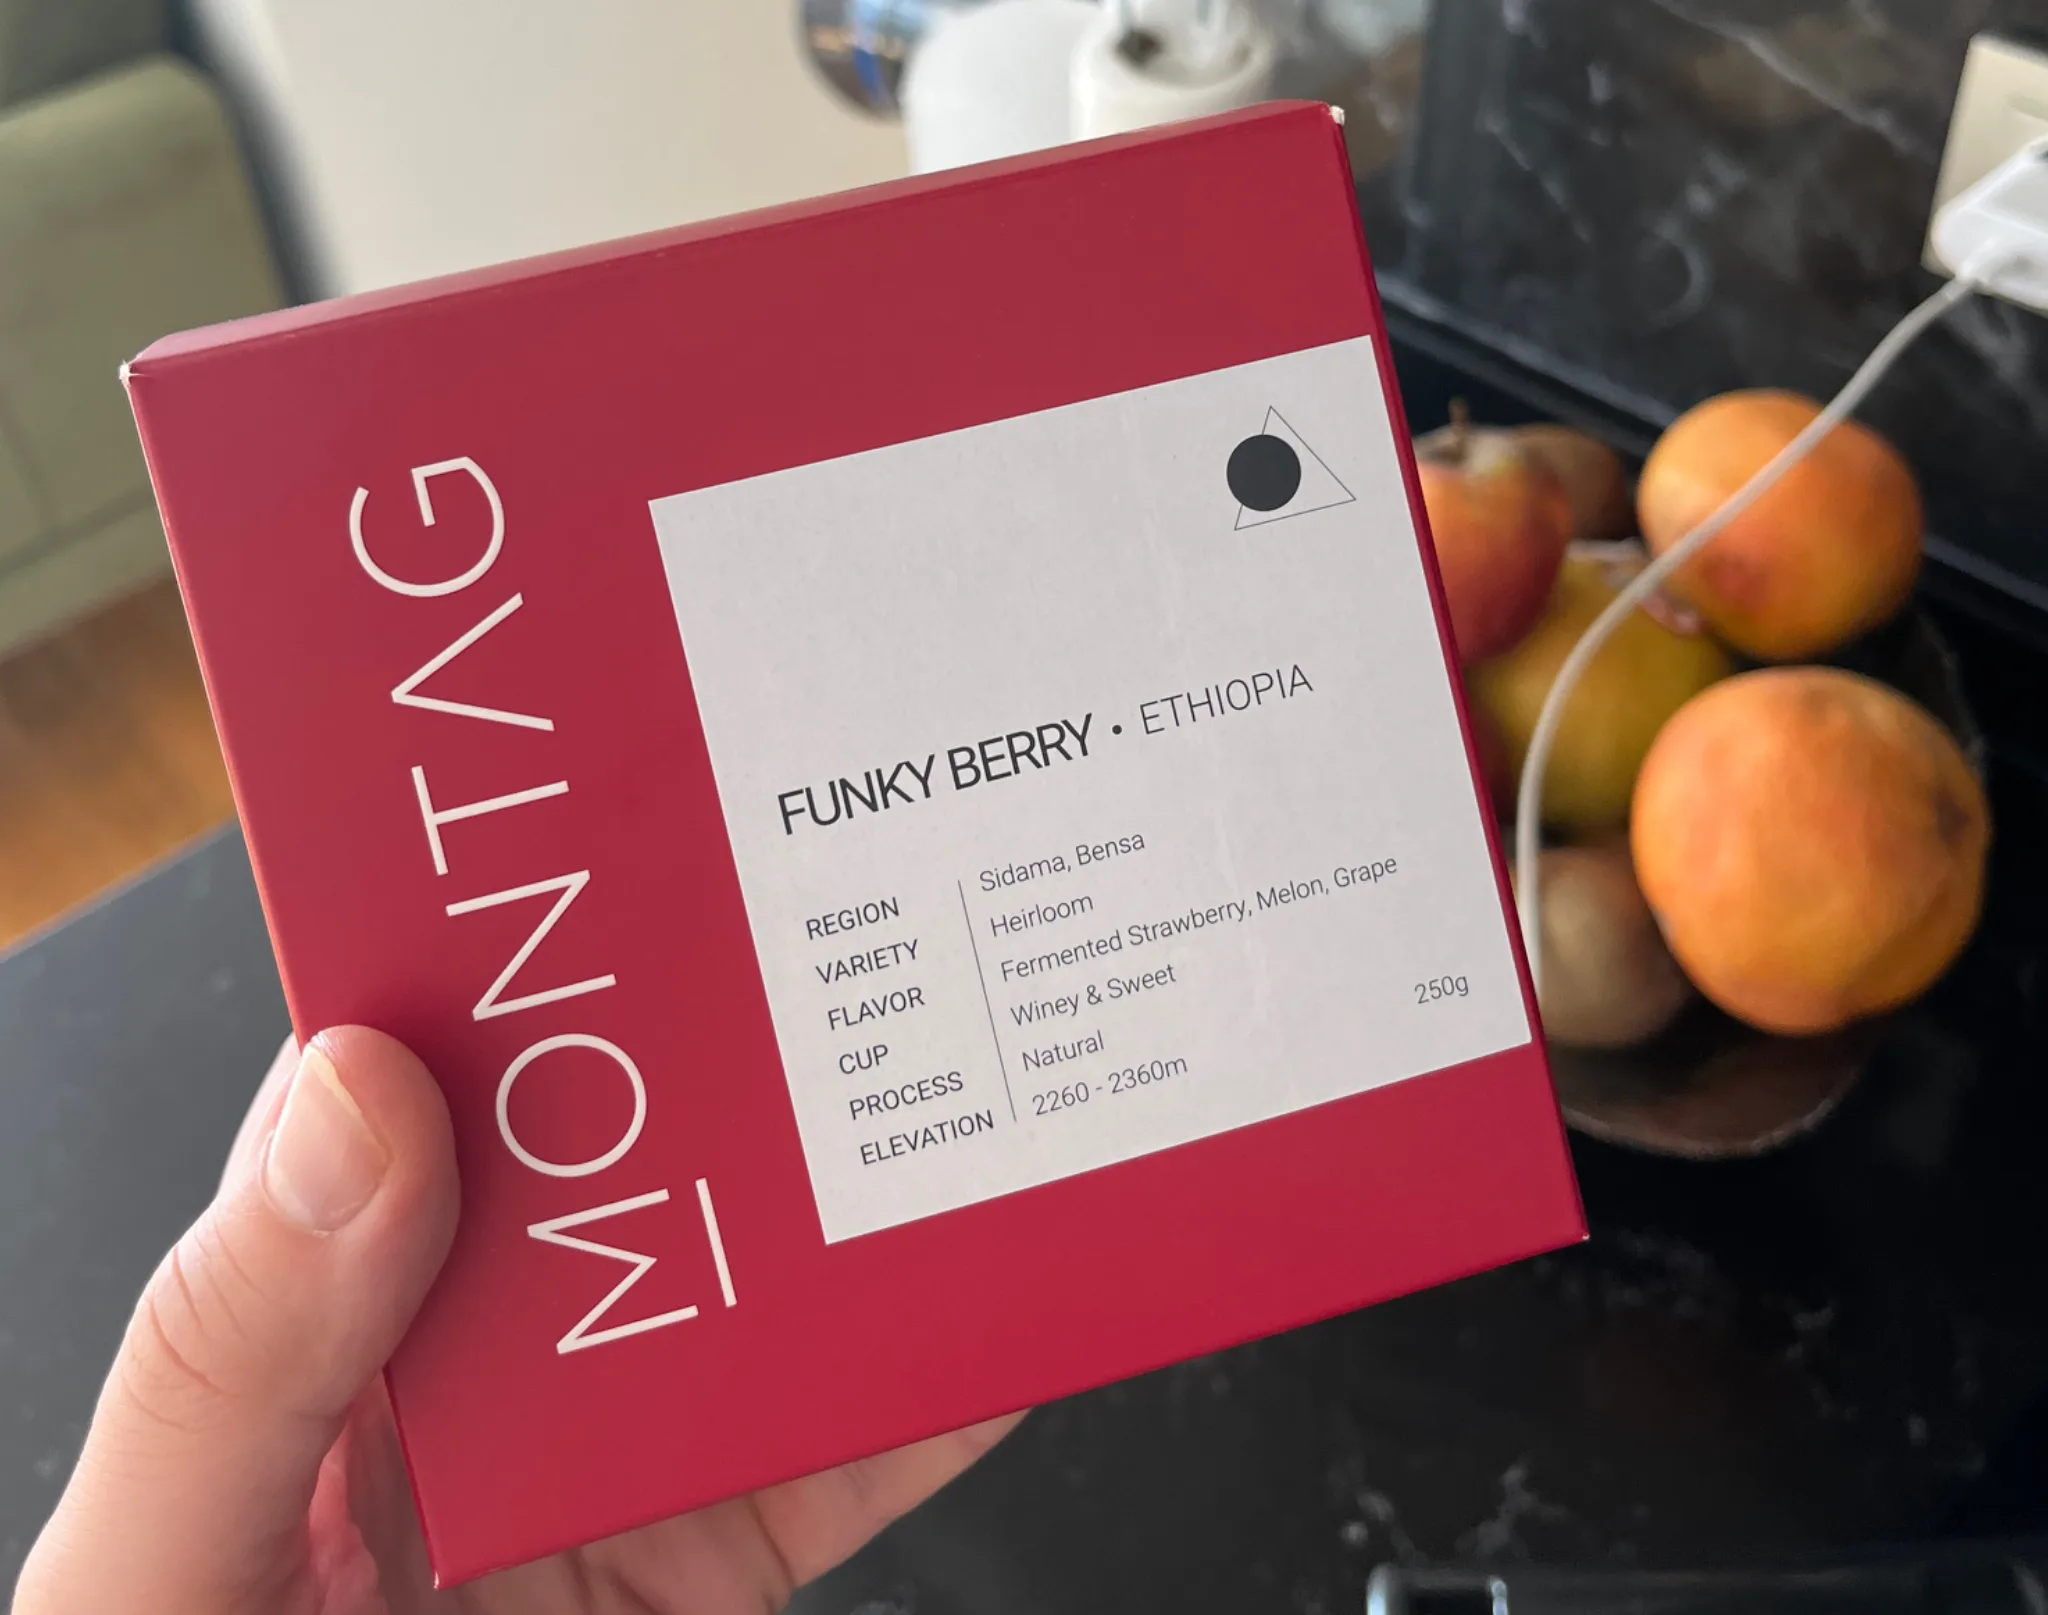 MONTAG
FUNKY BERRY • ETHIOPIA
REGION Sidama, Bensa
VARIETY Heirloom
FLAVOR Fermented Strawberry, Melon, Grape
CUP Winey & Sweet
PROCESS Natural
ELEVATION 2260 - 2360m
250g